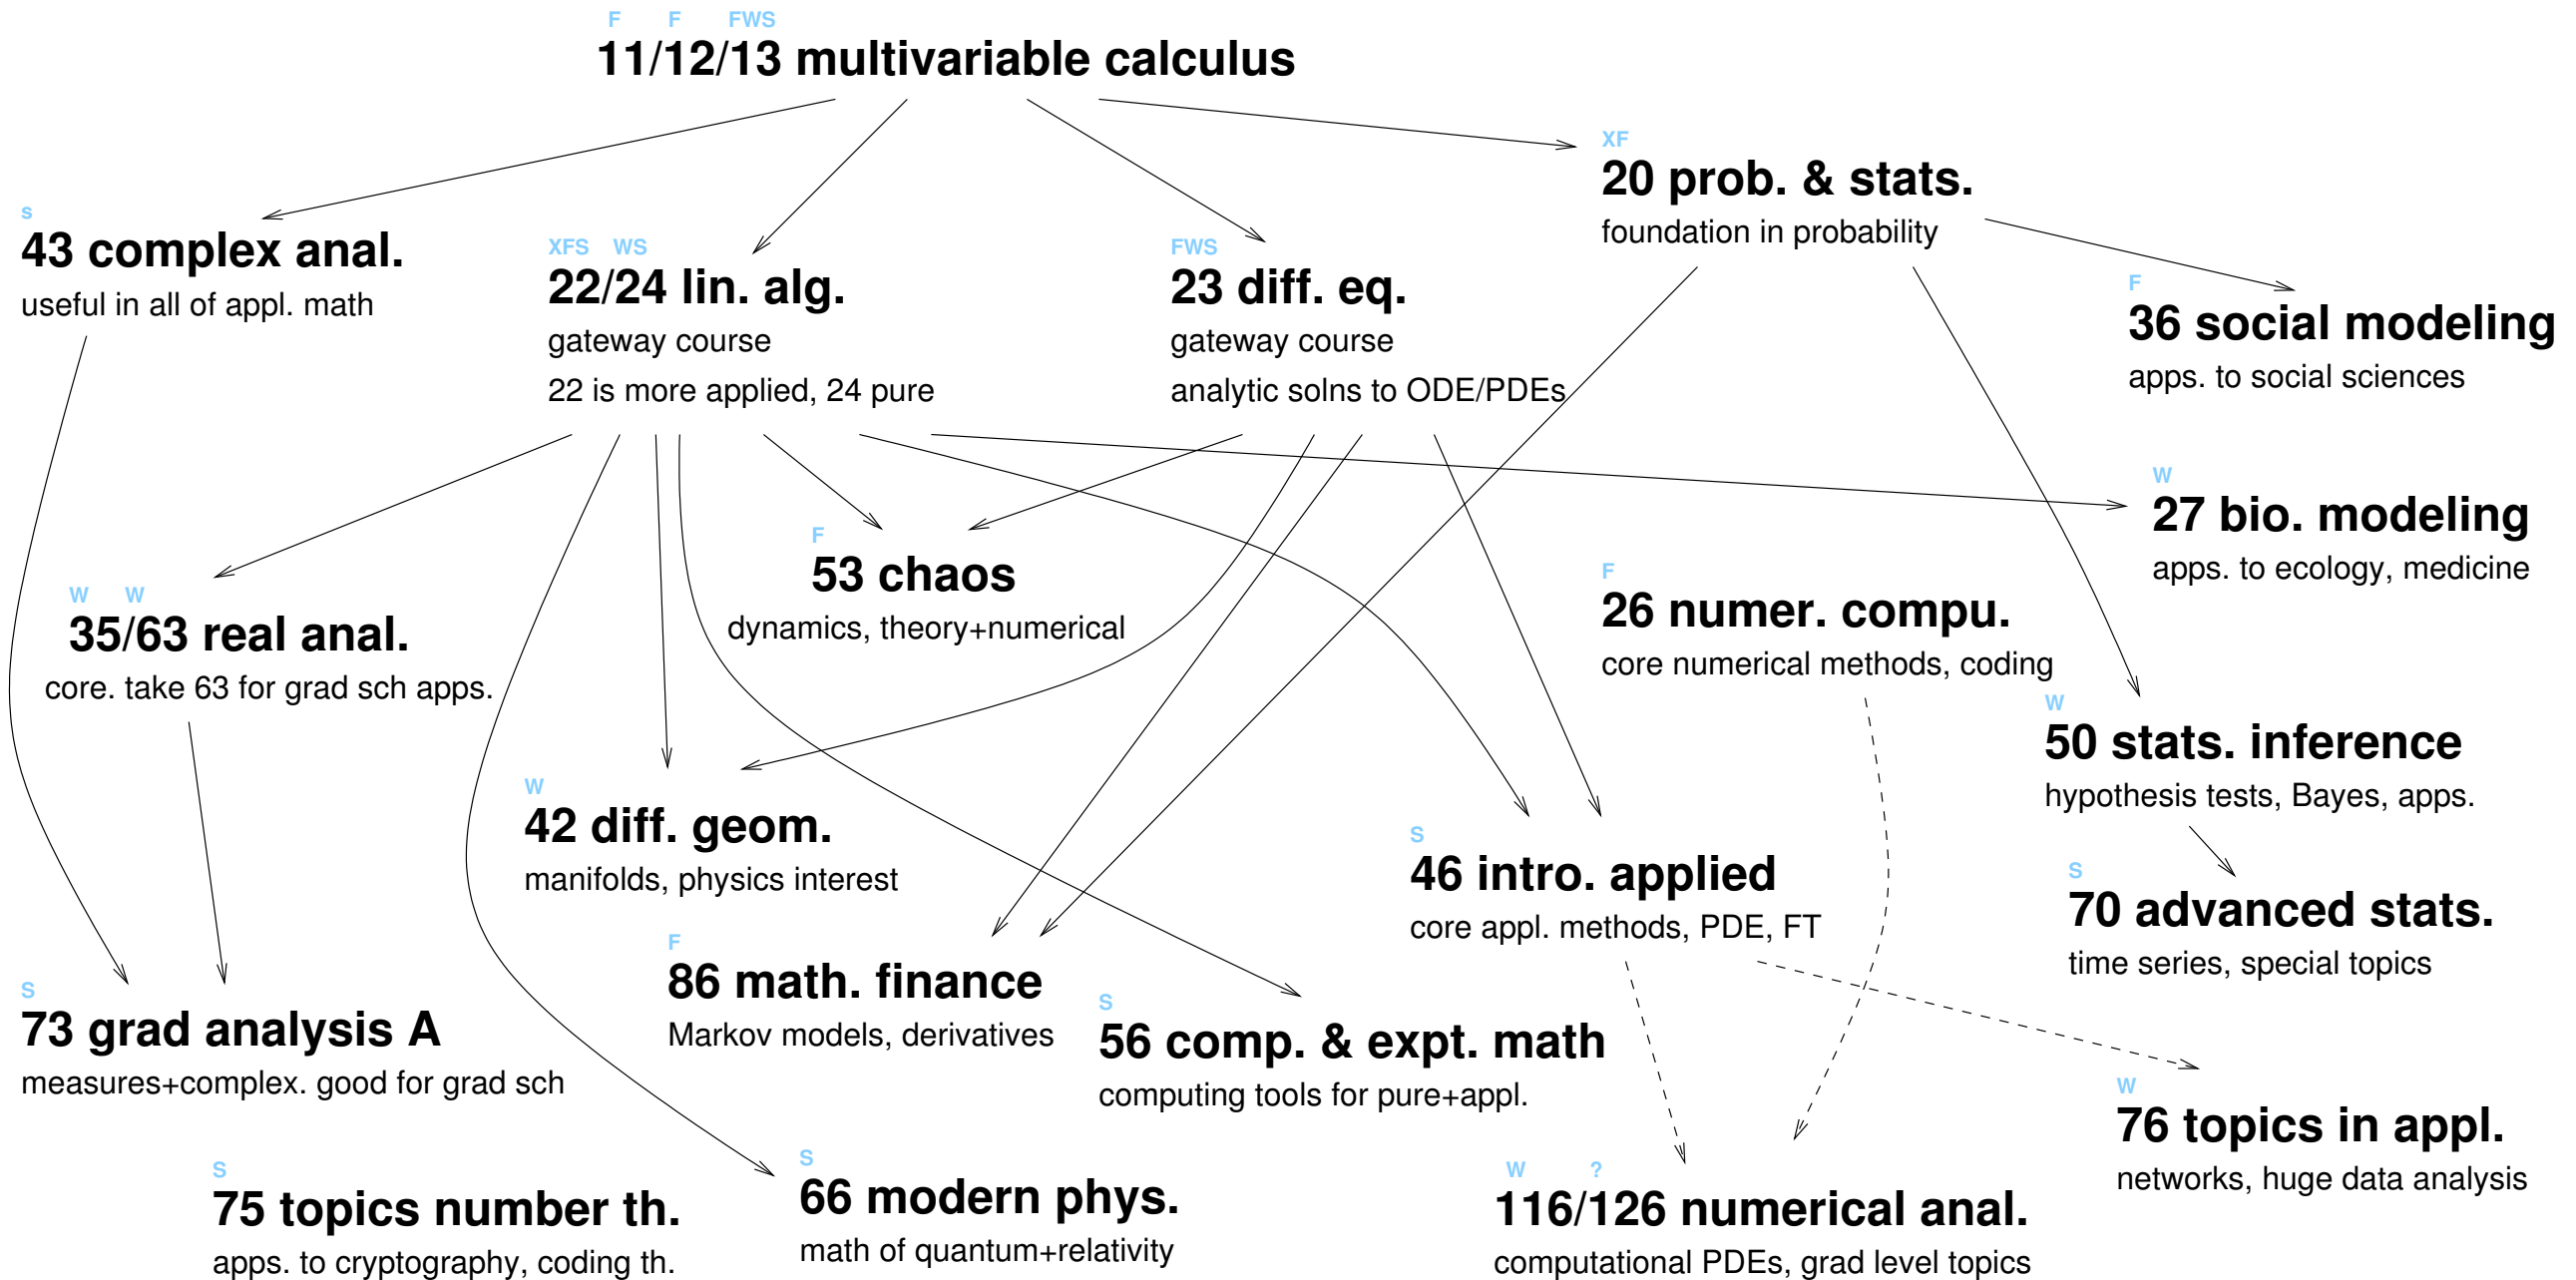 F F FWS
11/12/13 multivariable calculus
XF
20 prob. & stats.
foundation in probability
s
43 complex anal.
useful in all of appl. math
XFS WS
22/24 lin. alg.
gateway course
22 is more applied, 24 pure
FWS
23 diff. eq.
gateway course
analytic solns to ODE/PDEs
F
36 social modeling
apps. to social sciences
W
27 bio. modeling
apps. to ecology, medicine
F
53 chaos
dynamics, theory+numerical
F
26 numer. compu.
core numerical methods, coding
W W
35/63 real anal.
core. take 63 for grad sch apps.
W
50 stats. inference
hypothesis tests, Bayes, apps.
W
42 diff. geom.
manifolds, physics interest
S
46 intro. applied
core appl. methods, PDE, FT
S
70 advanced stats.
time series, special topics
F
86 math. finance
Markov models, derivatives
S
73 grad analysis A
measures+complex. good for grad sch
S
56 comp. & expt. math
computing tools for pure+appl.
W
76 topics in appl.
networks, huge data analysis
S
75 topics number th.
apps. to cryptography, coding th.
S
66 modern phys.
math of quantum+relativity
W ?
116/126 numerical anal.
computational PDEs, grad level topics